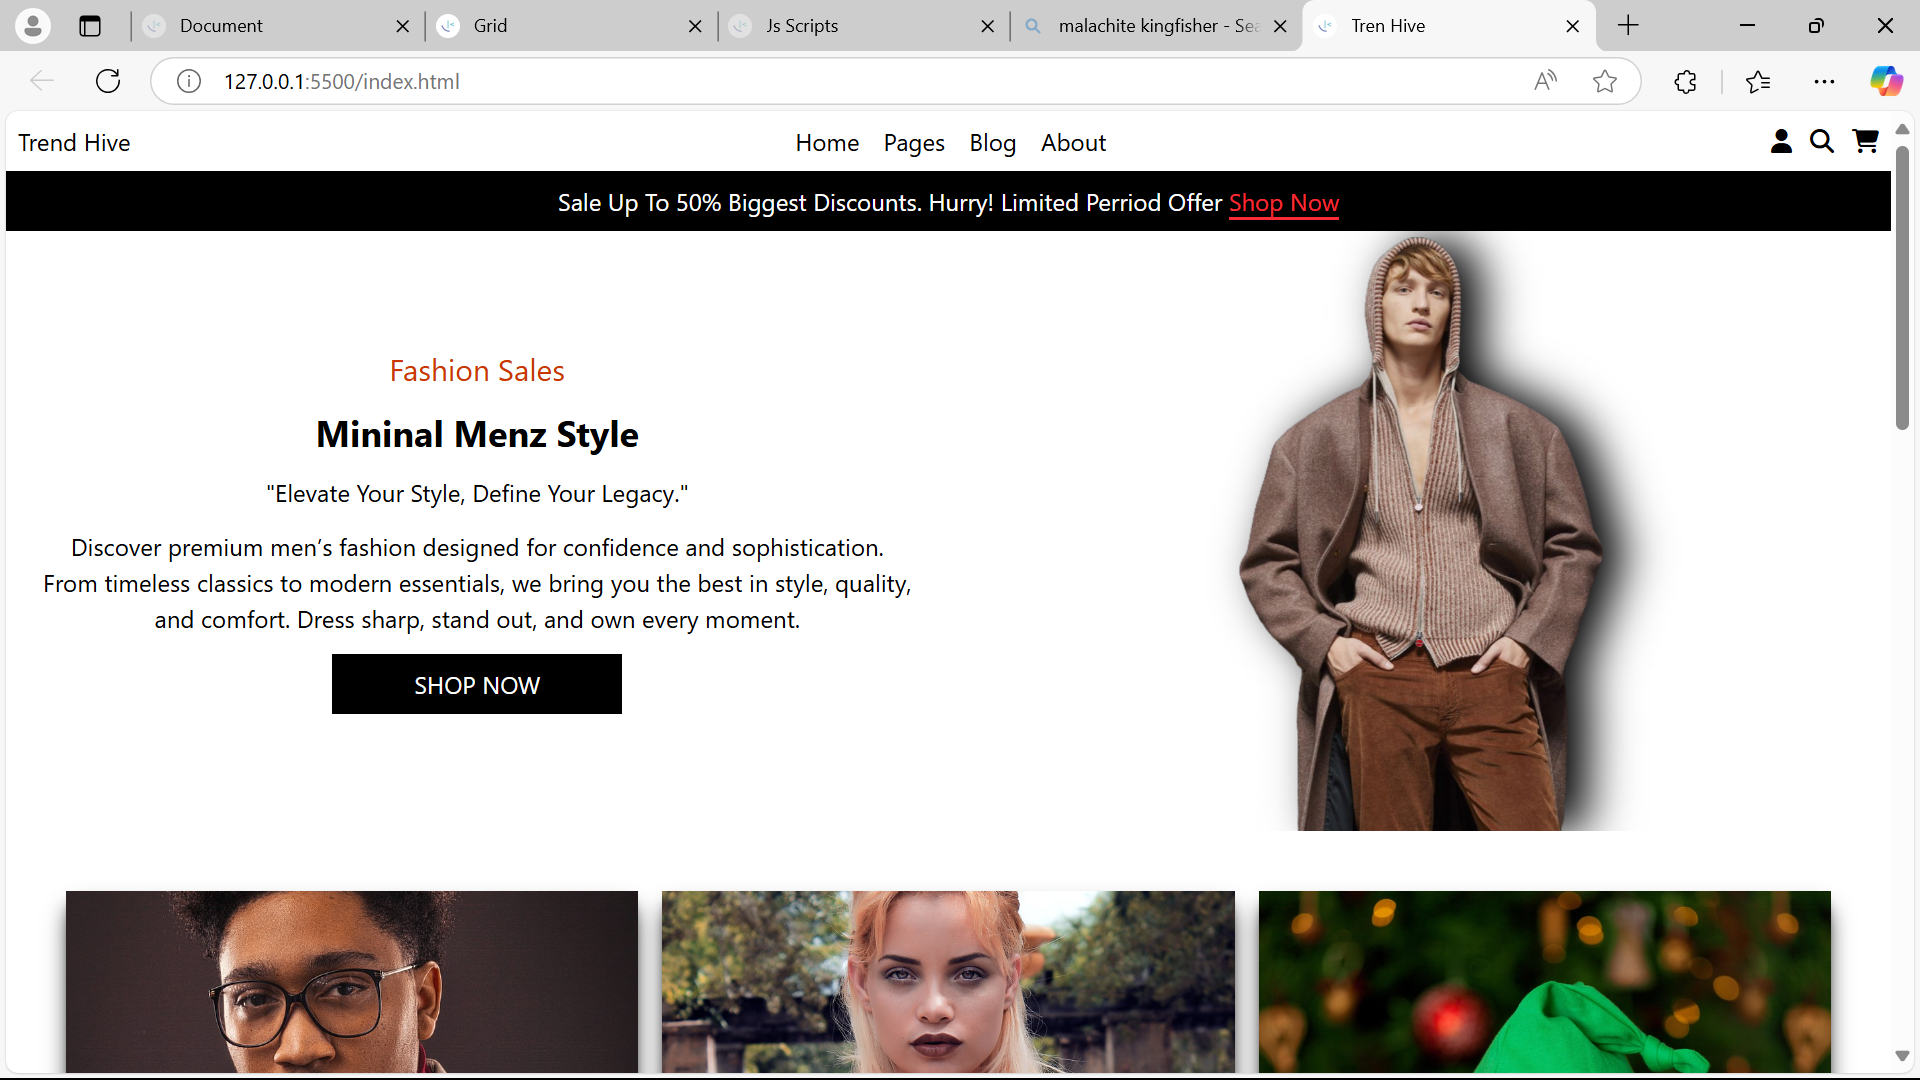 Document
Grid
Js Scripts
malachite kingfisher - Sea
Tren Hive
127.0.0.1:5500/index.html
Trend Hive
Home Pages Blog About
Sale Up To 50% Biggest Discounts. Hurry! Limited Perriod Offer Shop Now
Fashion Sales
Mininal Menz Style
"Elevate Your Style, Define Your Legacy."
Discover premium men’s fashion designed for confidence and sophistication.
From timeless classics to modern essentials, we bring you the best in style, quality,
and comfort. Dress sharp, stand out, and own every moment.
SHOP NOW